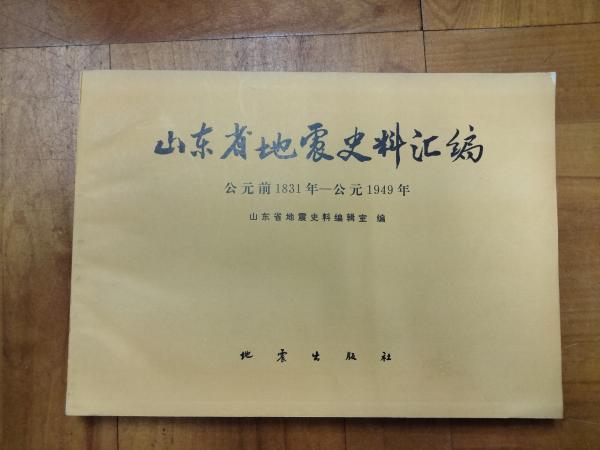 山东省地震史料汇编
公元前1831年—公元1949年
山东省地震史料编辑室 编
地震出版社